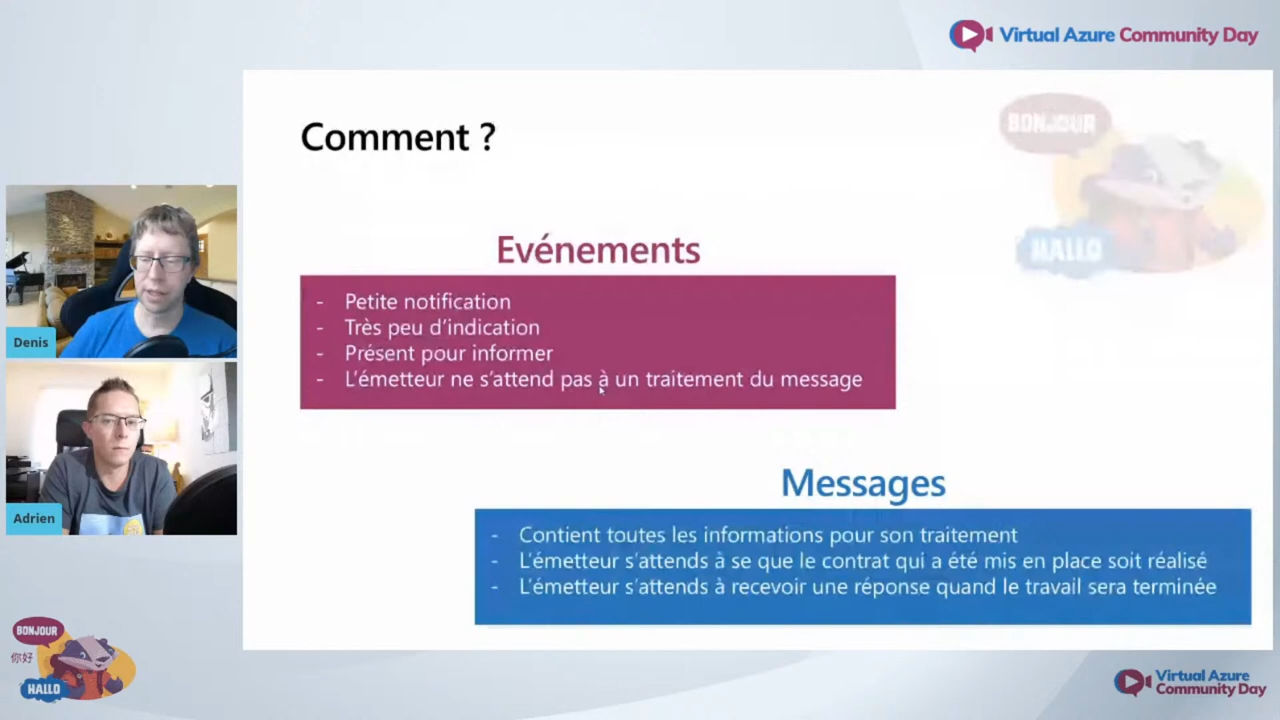 Virtual Azure Community Day
Comment ?
BONJOUR
HALLO
Evénements
- Petite notification
- Très peu d'indication
- Présent pour informer
- L'émetteur ne s'attend pas à un traitement du message
Denis
Messages
- Contient toutes les informations pour son traitement
- L'émetteur s'attends à se que le contrat qui a été mis en place soit réalisé
- L'émetteur s'attends à recevoir une réponse quand le travail sera terminée
Adrien
BONJOUR
你好
HALLO
Virtual Azure
Community Day